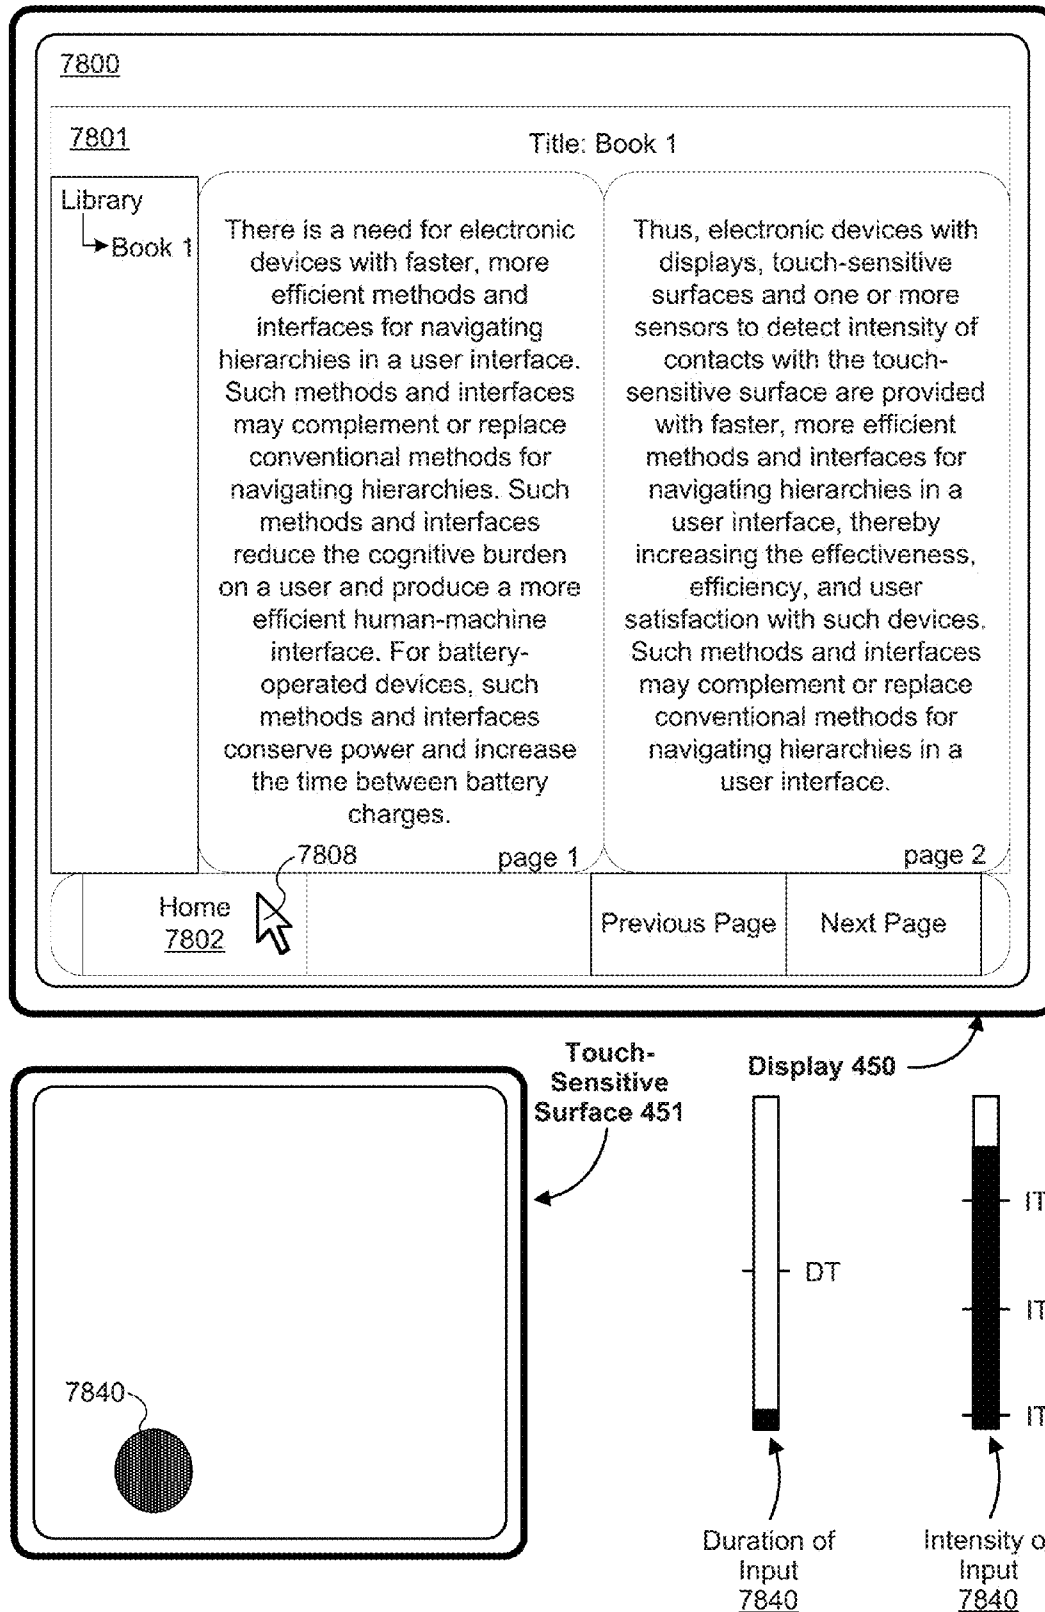 7800
7801
Title: Book 1
Library
Book 1
There is a need for electronic
devices with faster, more
efficient methods and
interfaces for navigating
hierarchies in a user interface.
Such methods and interfaces
may complement or replace
conventional methods for
navigating hierarchies. Such
methods and interfaces
reduce the cognitive burden
on a user and produce a more
efficient human-machine
interface. For battery-
operated devices, such
methods and interfaces
conserve power and increase
the time between battery
charges.
page 1
Thus, electronic devices with
displays, touch-sensitive
surfaces and one or more
sensors to detect intensity of
contacts with the touch-
sensitive surface are provided
with faster, more efficient
methods and interfaces for
navigating hierarchies in a
user interface, thereby
increasing the effectiveness,
efficiency, and user
satisfaction with such devices.
Such methods and interfaces
may complement or replace
conventional methods for
navigating hierarchies in a
user interface.
page 2
7808
Home
7802
Previous Page
Next Page
Touch-
Sensitive
Surface 451
Display 450
7840
DT
IT
IT
IT
Duration of
Input
7840
Intensity o
Input
7840